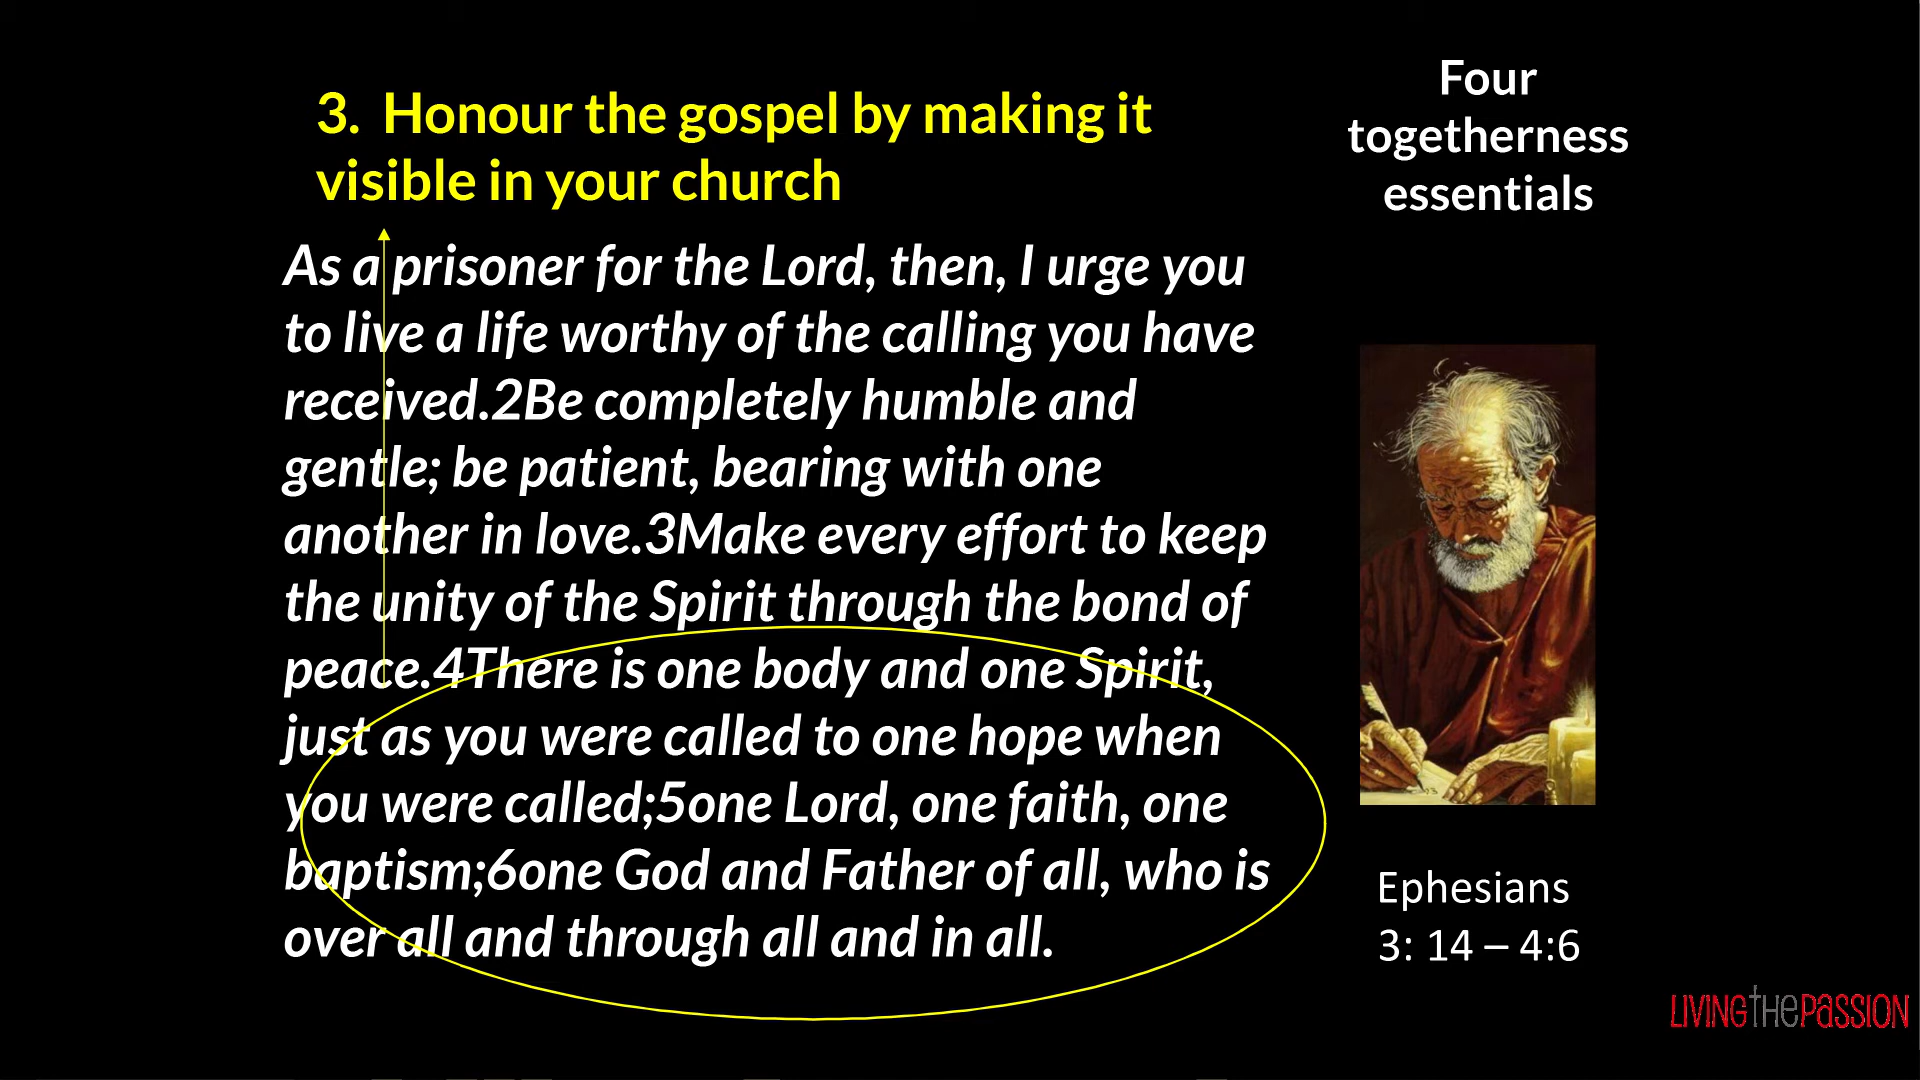 3. Honour the gospel by making it
visible in your church
As a prisoner for the Lord, then, I urge you
to live a life worthy of the calling you have
received.2Be completely humble and
gentle; be patient, bearing with one
another in love.3Make every effort to keep
the unity of the Spirit through the bond of
peace.4There is one body and one Spirit,
just as you were called to one hope when
you were called;5one Lord, one faith, one
baptism;6one God and Father of all, who is
over all and through all and in all.
Four
togetherness
essentials
Ephesians
3: 14 – 4:6
LIVINGTHEPASSION